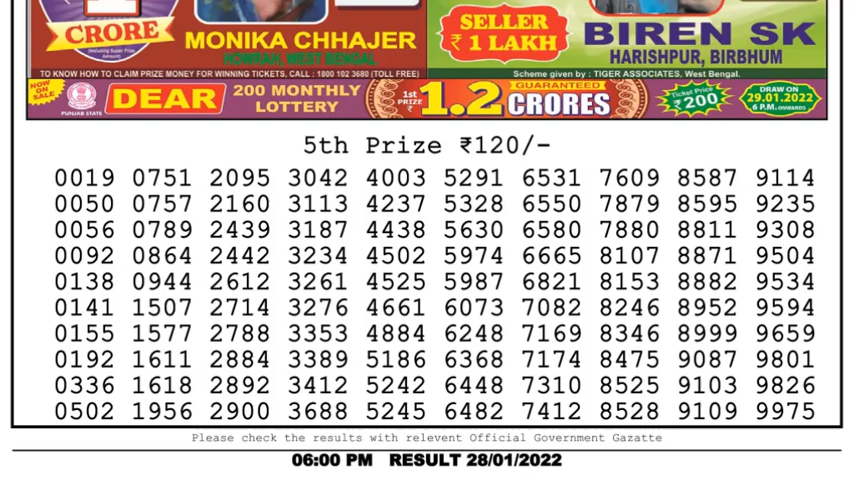 1
CRORE
(Including Super Prize Amount)
MONIKA CHHAJER
HOWRAH, WEST BENGAL
TO KNOW HOW TO CLAIM PRIZE MONEY FOR WINNING TICKETS, CALL : 1800 102 3680 (TOLL FREE)
SELLER
₹ 1 LAKH
BIREN SK
HARISHPUR, BIRBHUM
Scheme given by : TIGER ASSOCIATES, West Bengal.
NOW ON SALE
PUNJAB STATE
DEAR
200 MONTHLY LOTTERY
1st PRIZE ₹
1.2
GUARANTEED
CRORES
Ticket Price
₹200
DRAW ON
29.01.2022
6 P.M. ONWARDS
5th Prize ₹120/-
0019 0751 2095 3042 4003 5291 6531 7609 8587 9114
0050 0757 2160 3113 4237 5328 6550 7879 8595 9235
0056 0789 2439 3187 4438 5630 6580 7880 8811 9308
0092 0864 2442 3234 4502 5974 6665 8107 8871 9504
0138 0944 2612 3261 4525 5987 6821 8153 8882 9534
0141 1507 2714 3276 4661 6073 7082 8246 8952 9594
0155 1577 2788 3353 4884 6248 7169 8346 8999 9659
0192 1611 2884 3389 5186 6368 7174 8475 9087 9801
0336 1618 2892 3412 5242 6448 7310 8525 9103 9826
0502 1956 2900 3688 5245 6482 7412 8528 9109 9975
Please check the results with relevent Official Government Gazatte
06:00 PM RESULT 28/01/2022